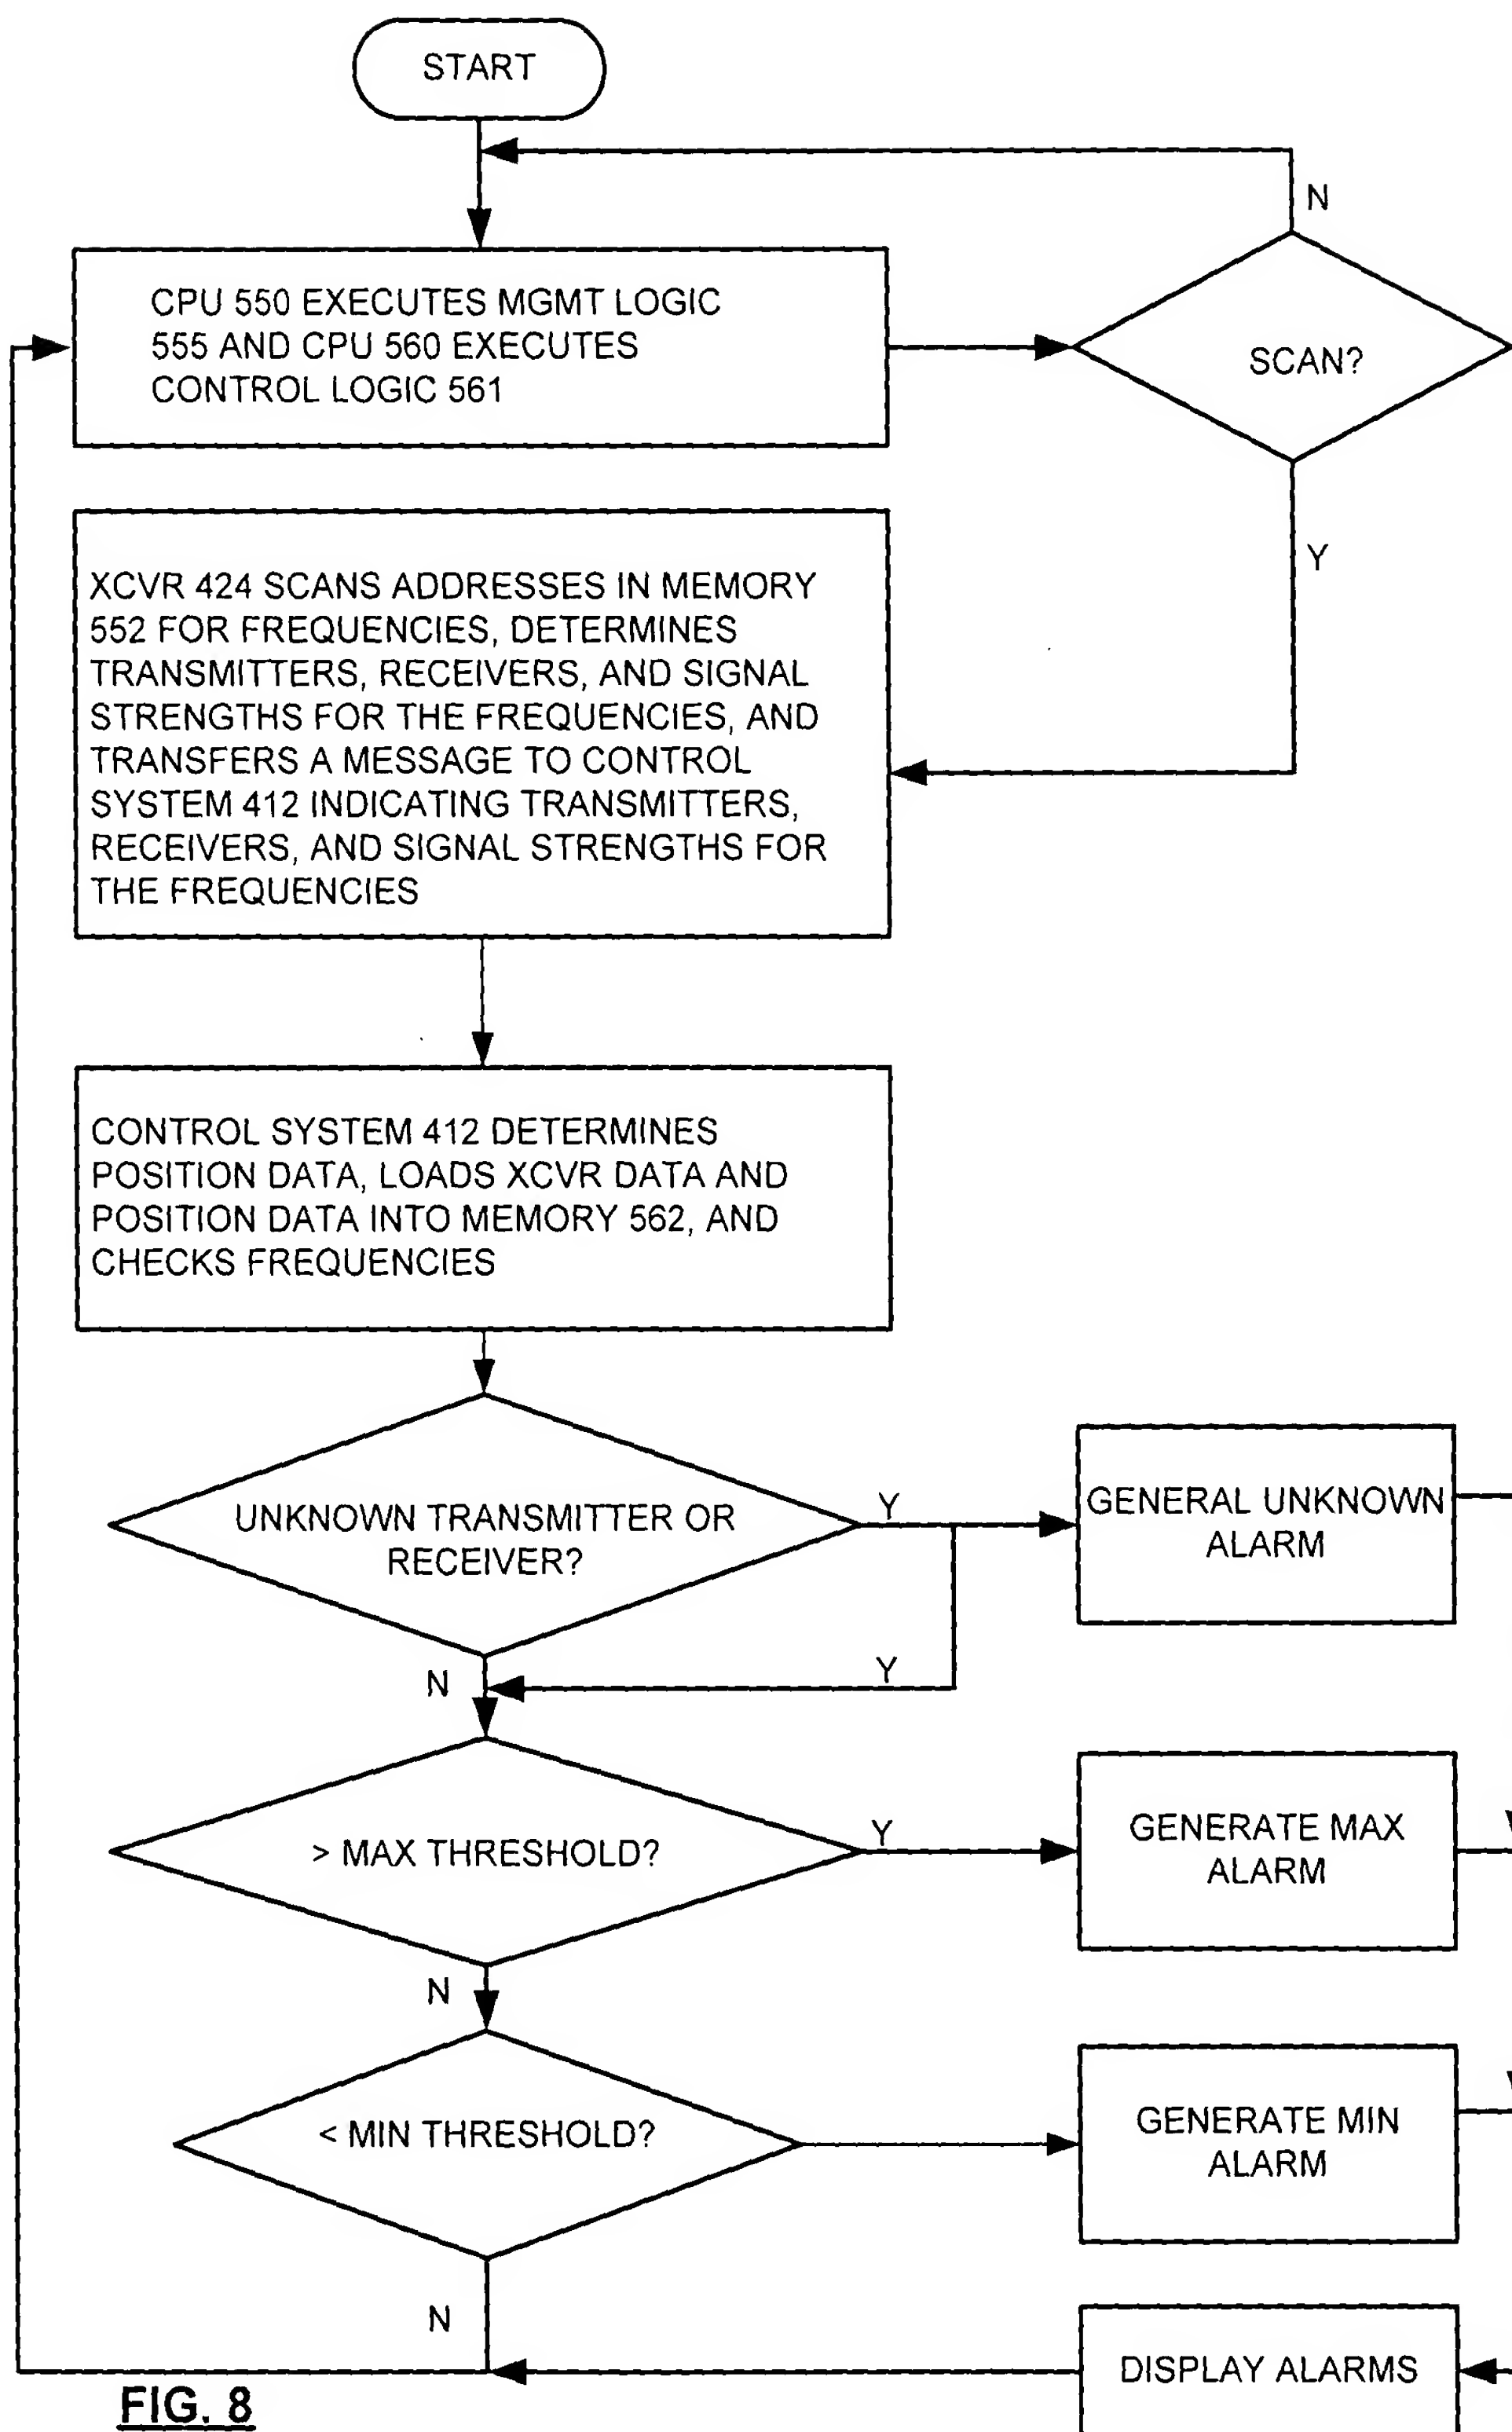 START
N
CPU 550 EXECUTES MGMT LOGIC
555 AND CPU 560 EXECUTES
CONTROL LOGIC 561
SCAN?
Y
XCVR 424 SCANS ADDRESSES IN MEMORY
552 FOR FREQUENCIES, DETERMINES
TRANSMITTERS, RECEIVERS, AND SIGNAL
STRENGTHS FOR THE FREQUENCIES, AND
TRANSFERS A MESSAGE TO CONTROL
SYSTEM 412 INDICATING TRANSMITTERS,
RECEIVERS, AND SIGNAL STRENGTHS FOR
THE FREQUENCIES
CONTROL SYSTEM 412 DETERMINES
POSITION DATA, LOADS XCVR DATA AND
POSITION DATA INTO MEMORY 562, AND
CHECKS FREQUENCIES
UNKNOWN TRANSMITTER OR
RECEIVER?
Y
GENERAL UNKNOWN
ALARM
N
Y
> MAX THRESHOLD?
Y
GENERATE MAX
ALARM
N
< MIN THRESHOLD?
GENERATE MIN
ALARM
N
DISPLAY ALARMS
FIG. 8